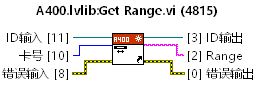 A400.lvlib:Get Range.vi (4815)
ID输入 [11]
A400
[3] ID输出
卡号 [10]
[2] Range
错误输入 [8]
[0] 错误输出